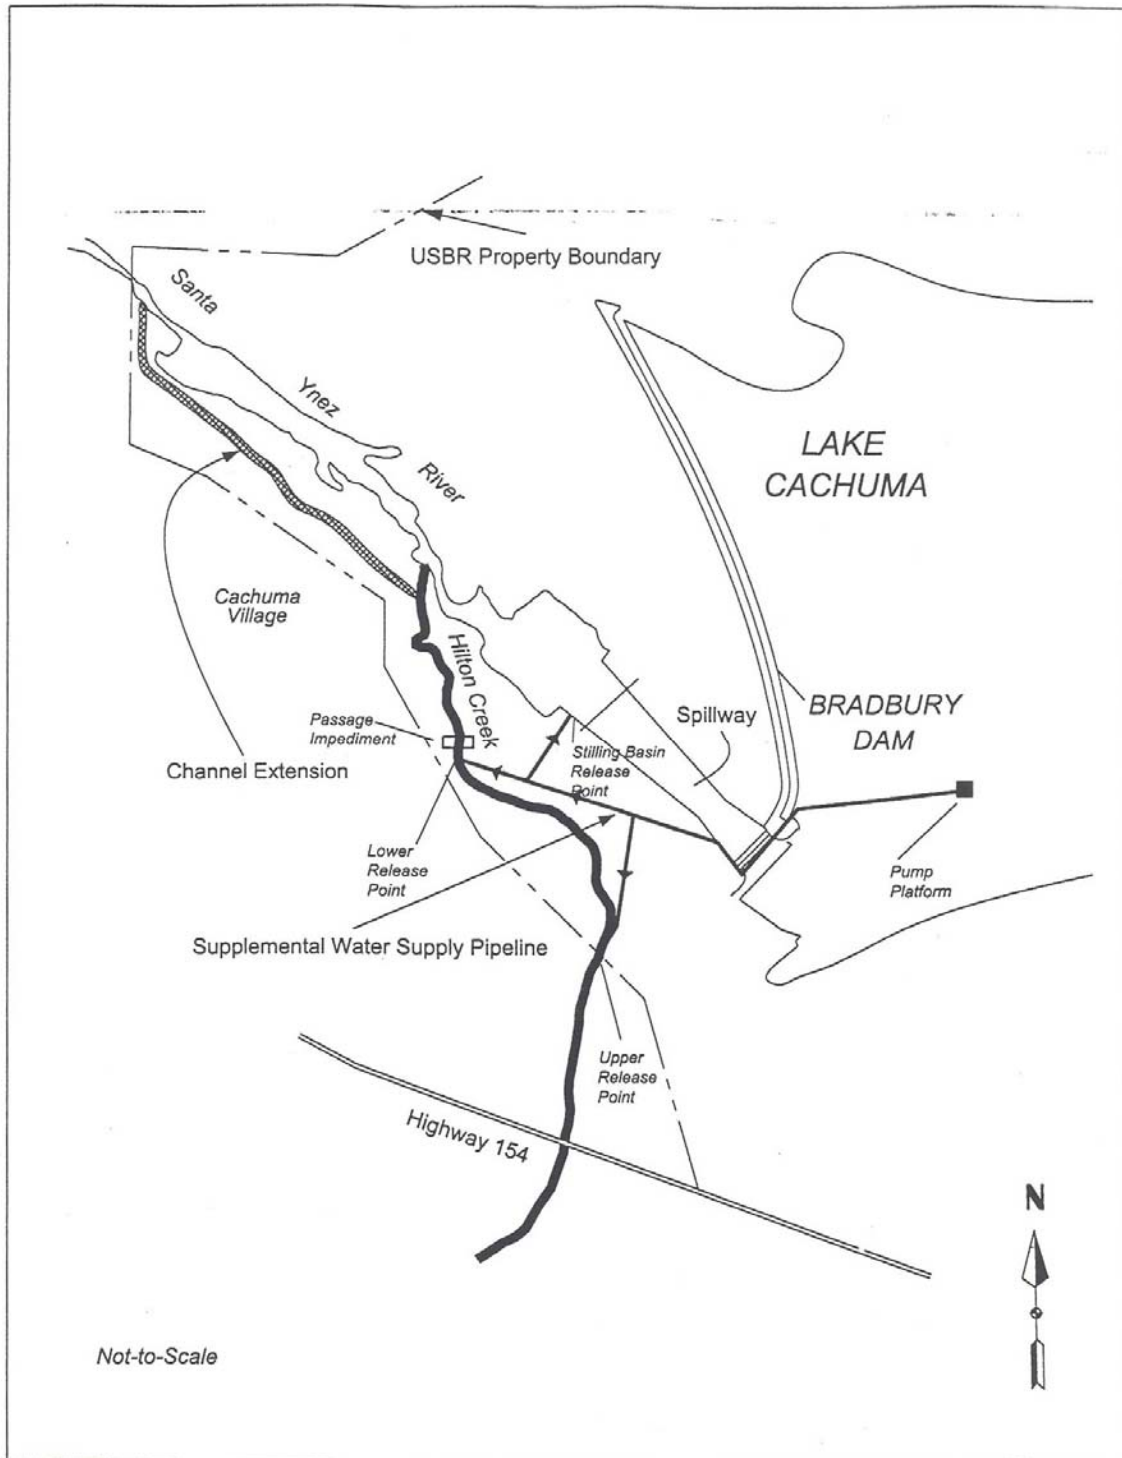 USBR Property Boundary
Santa
Ynez
River
LAKE
CACHUMA
Cachuma
Village
Hilton Creek
Passage
Impediment
Spillway
BRADBURY
DAM
Stilling Basin
Release
Point
Channel Extension
Lower
Release
Point
Pump
Platform
Supplemental Water Supply Pipeline
Upper
Release
Point
Highway 154
N
Not-to-Scale